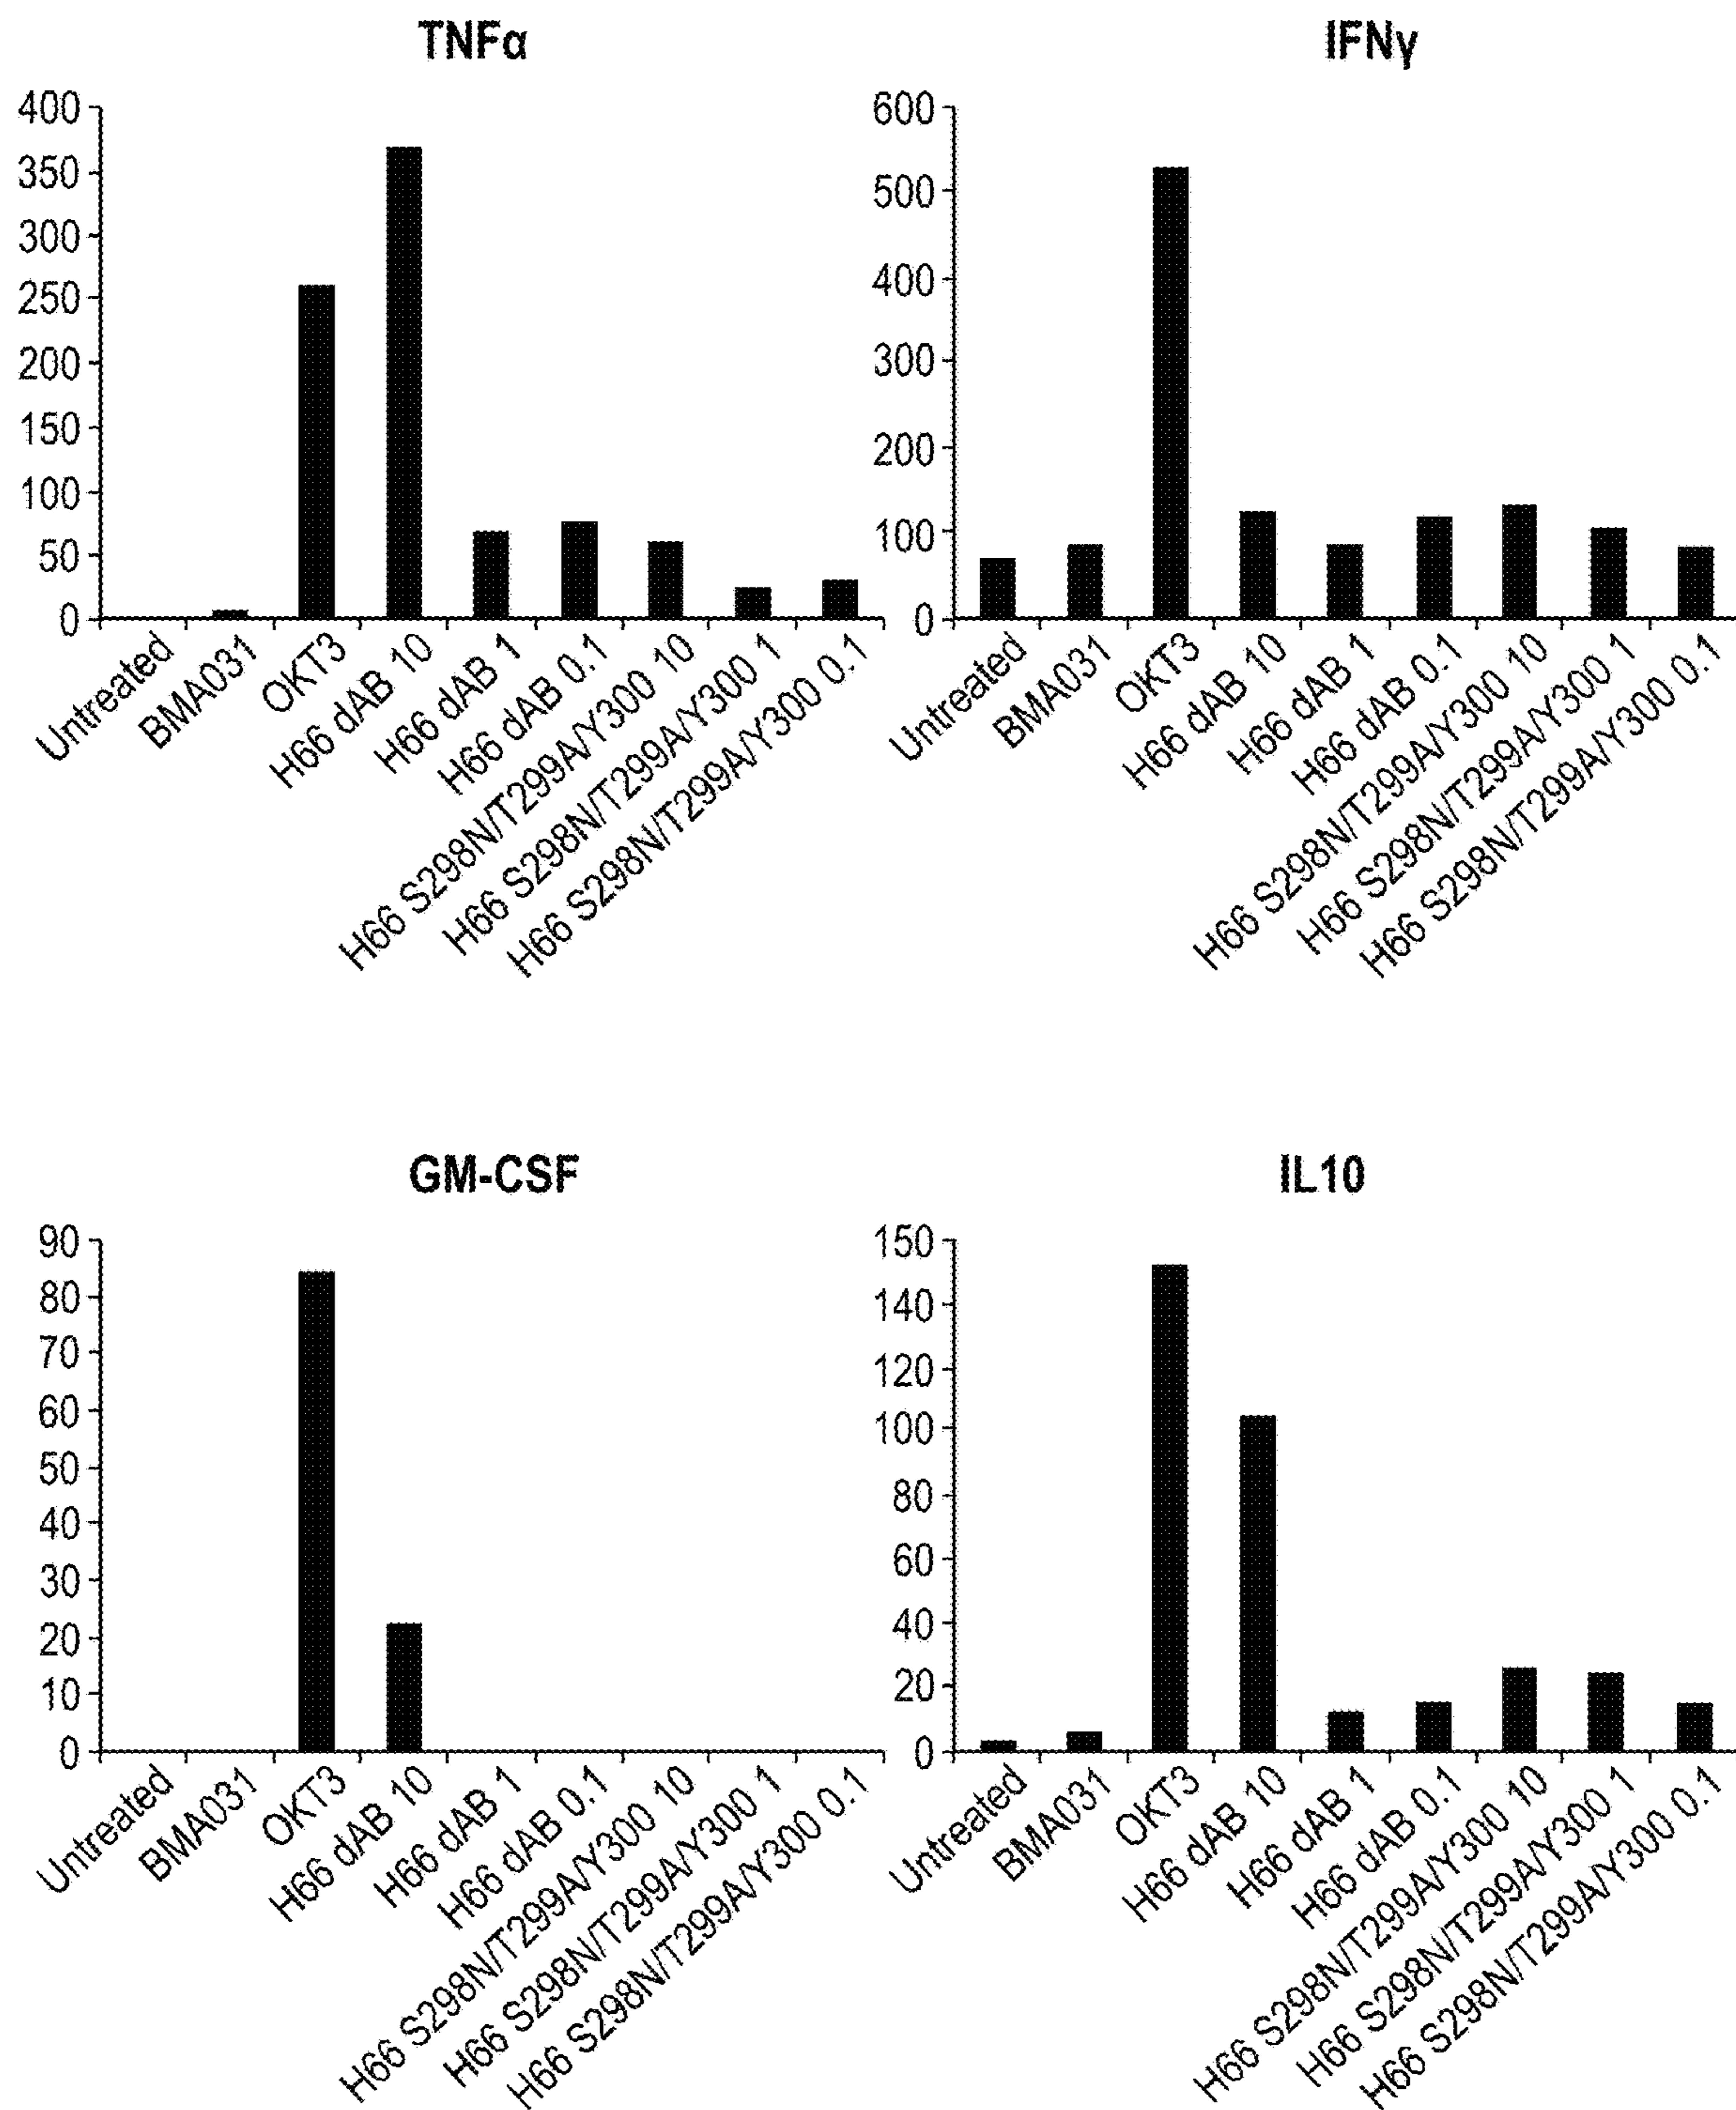 TNFα
400
350
300
250
200
150
100
50
0
Untreated
BMA031
OKT3
H66 dAB 10
H66 dAB 1
H66 dAB 0.1
H66 S298N/T299A/Y300 10
H66 S298N/T299A/Y300 1
H66 S298N/T299A/Y300 0.1
IFNγ
600
500
400
300
200
100
0
Untreated
BMA031
OKT3
H66 dAB 10
H66 dAB 1
H66 dAB 0.1
H66 S298N/T299A/Y300 10
H66 S298N/T299A/Y300 1
H66 S298N/T299A/Y300 0.1
GM-CSF
90
80
70
60
50
40
30
20
10
0
Untreated
BMA031
OKT3
H66 dAB 10
H66 dAB 1
H66 dAB 0.1
H66 S298N/T299A/Y300 10
H66 S298N/T299A/Y300 1
H66 S298N/T299A/Y300 0.1
IL10
150
140
120
100
80
60
40
20
0
Untreated
BMA031
OKT3
H66 dAB 10
H66 dAB 1
H66 dAB 0.1
H66 S298N/T299A/Y300 10
H66 S298N/T299A/Y300 1
H66 S298N/T299A/Y300 0.1